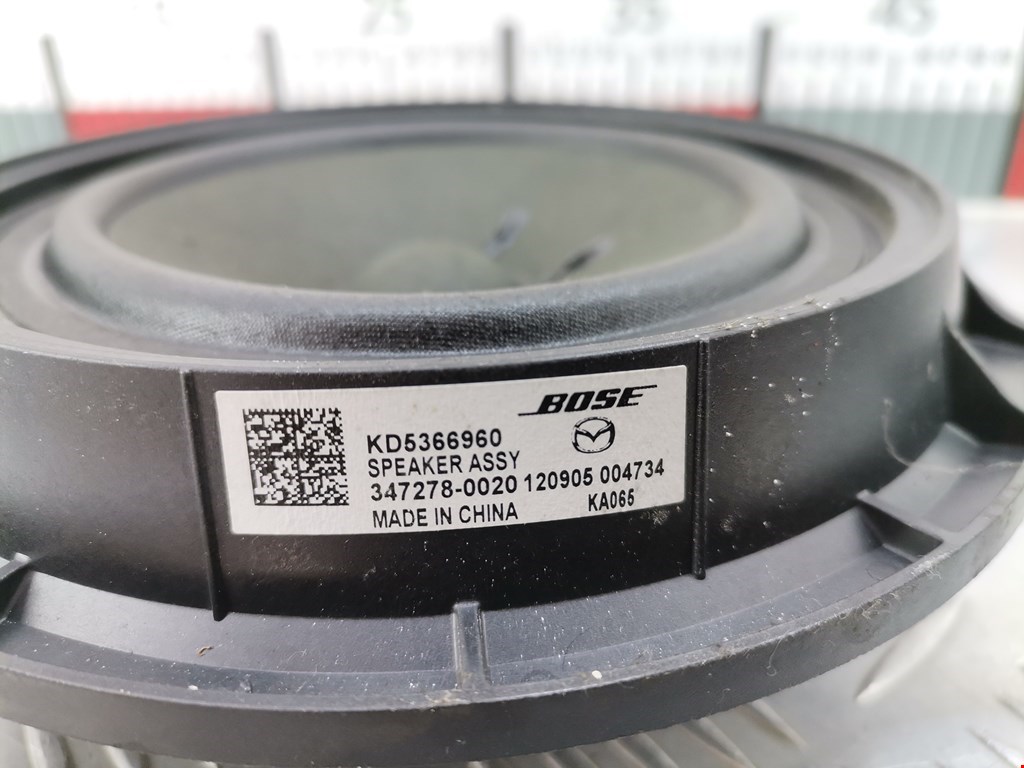 BOSE
KD5366960
SPEAKER ASSY
347278-0020 120905 004734
MADE IN CHINA KA065